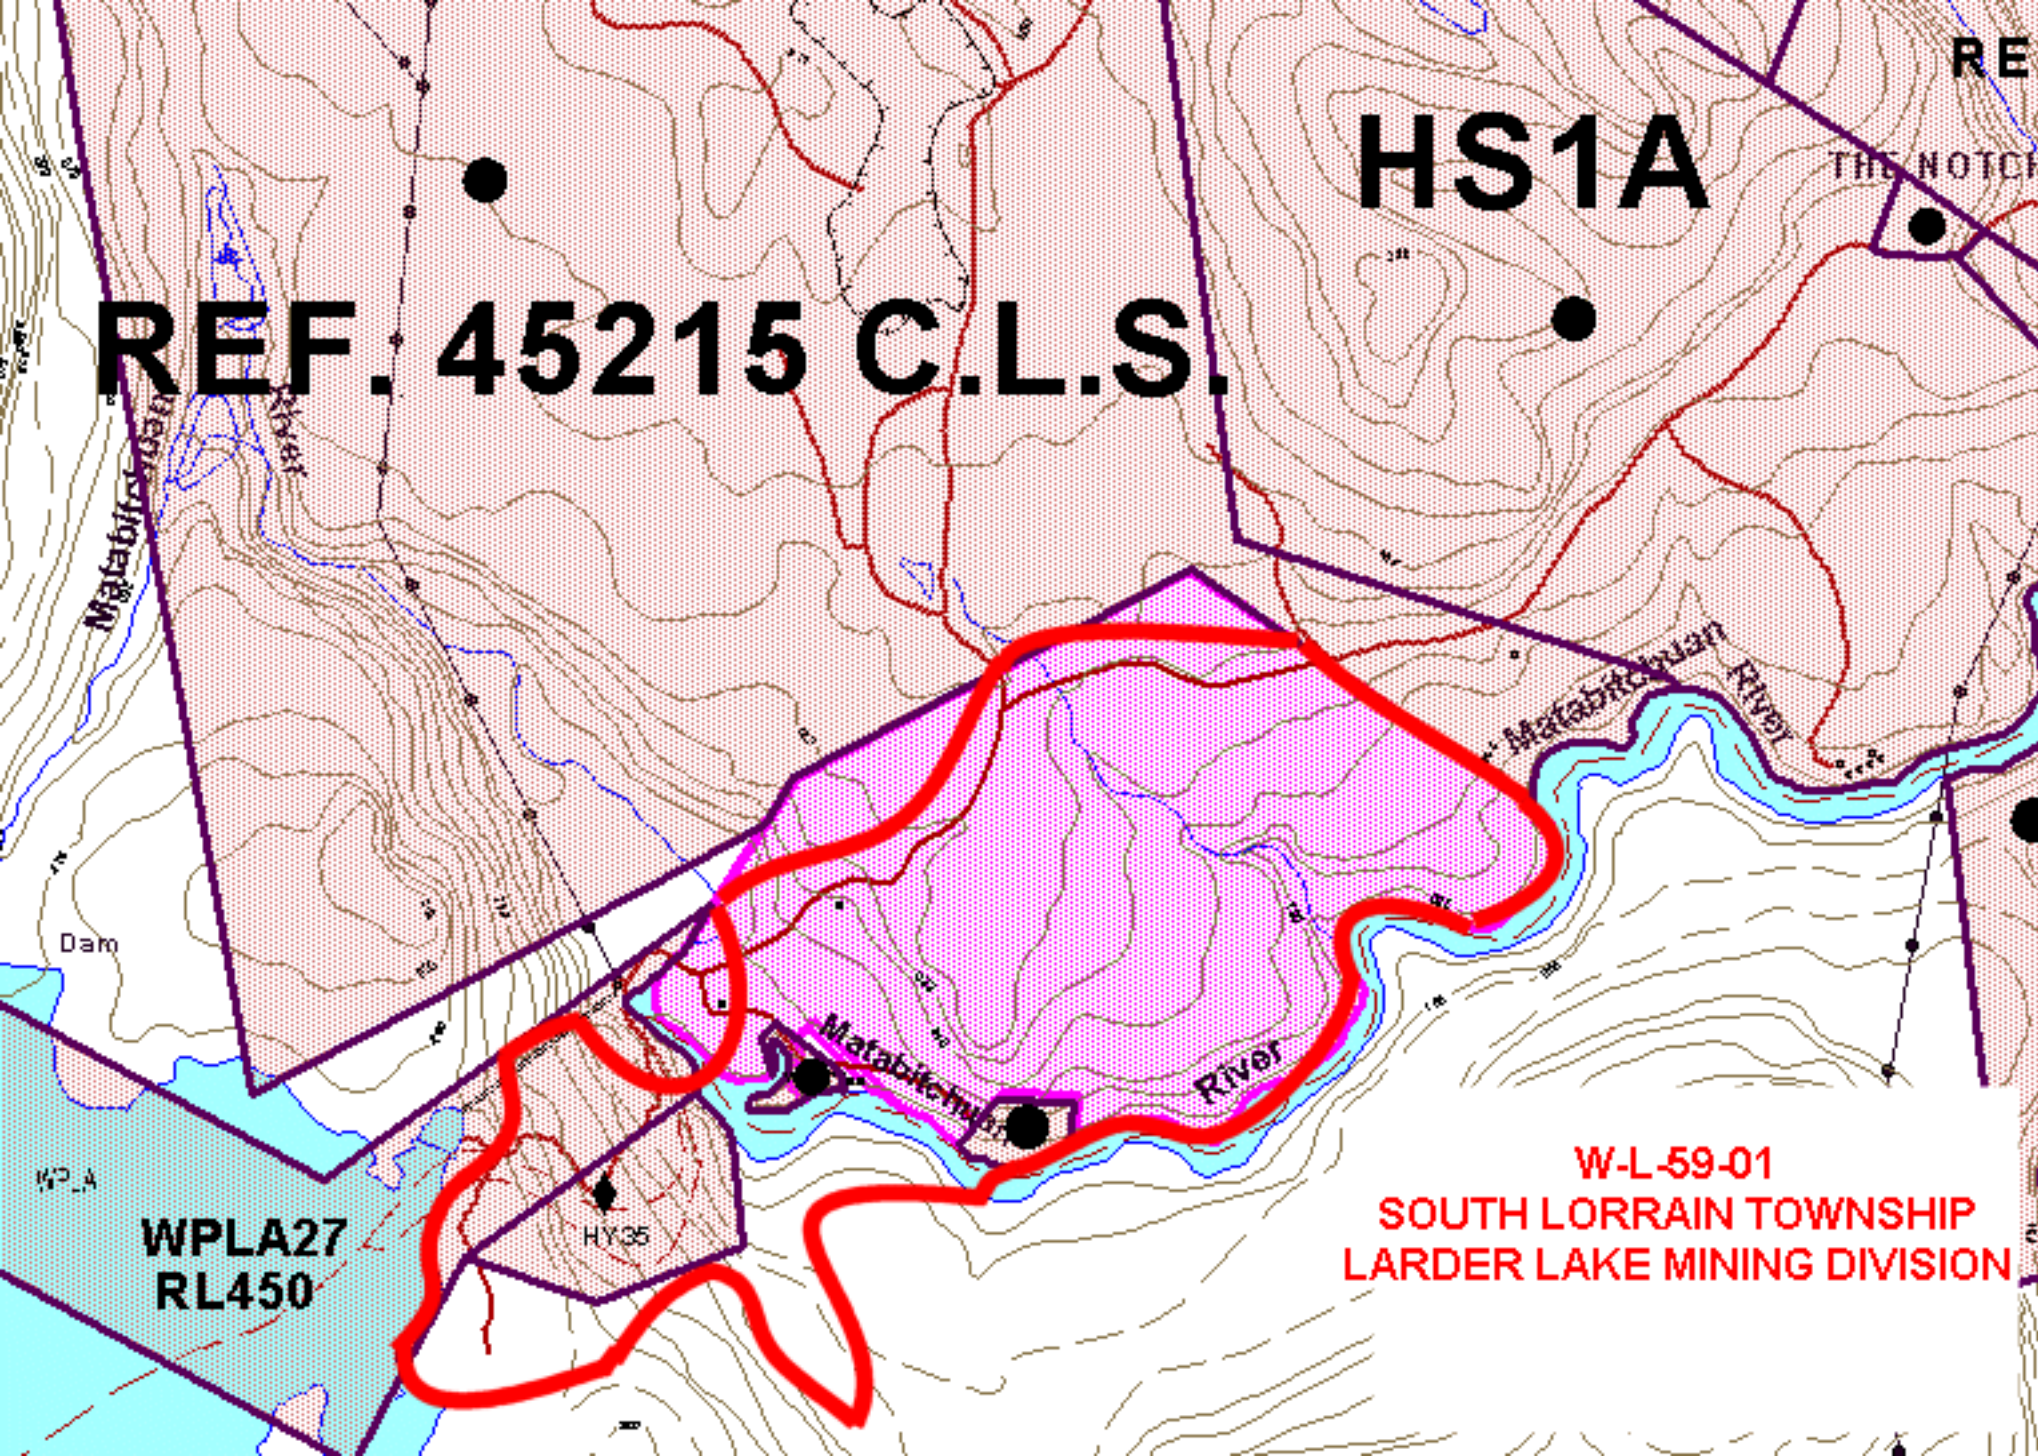 RE
HS1A
THE NOTCH
REF. 45215 C.L.S.
River
Matabitchuan
Matabitchuan
River
Dam
Matabitchuan
River
WPLA
WPLA27
RL450
HY35
W-L-59-01
SOUTH LORRAIN TOWNSHIP
LARDER LAKE MINING DIVISION